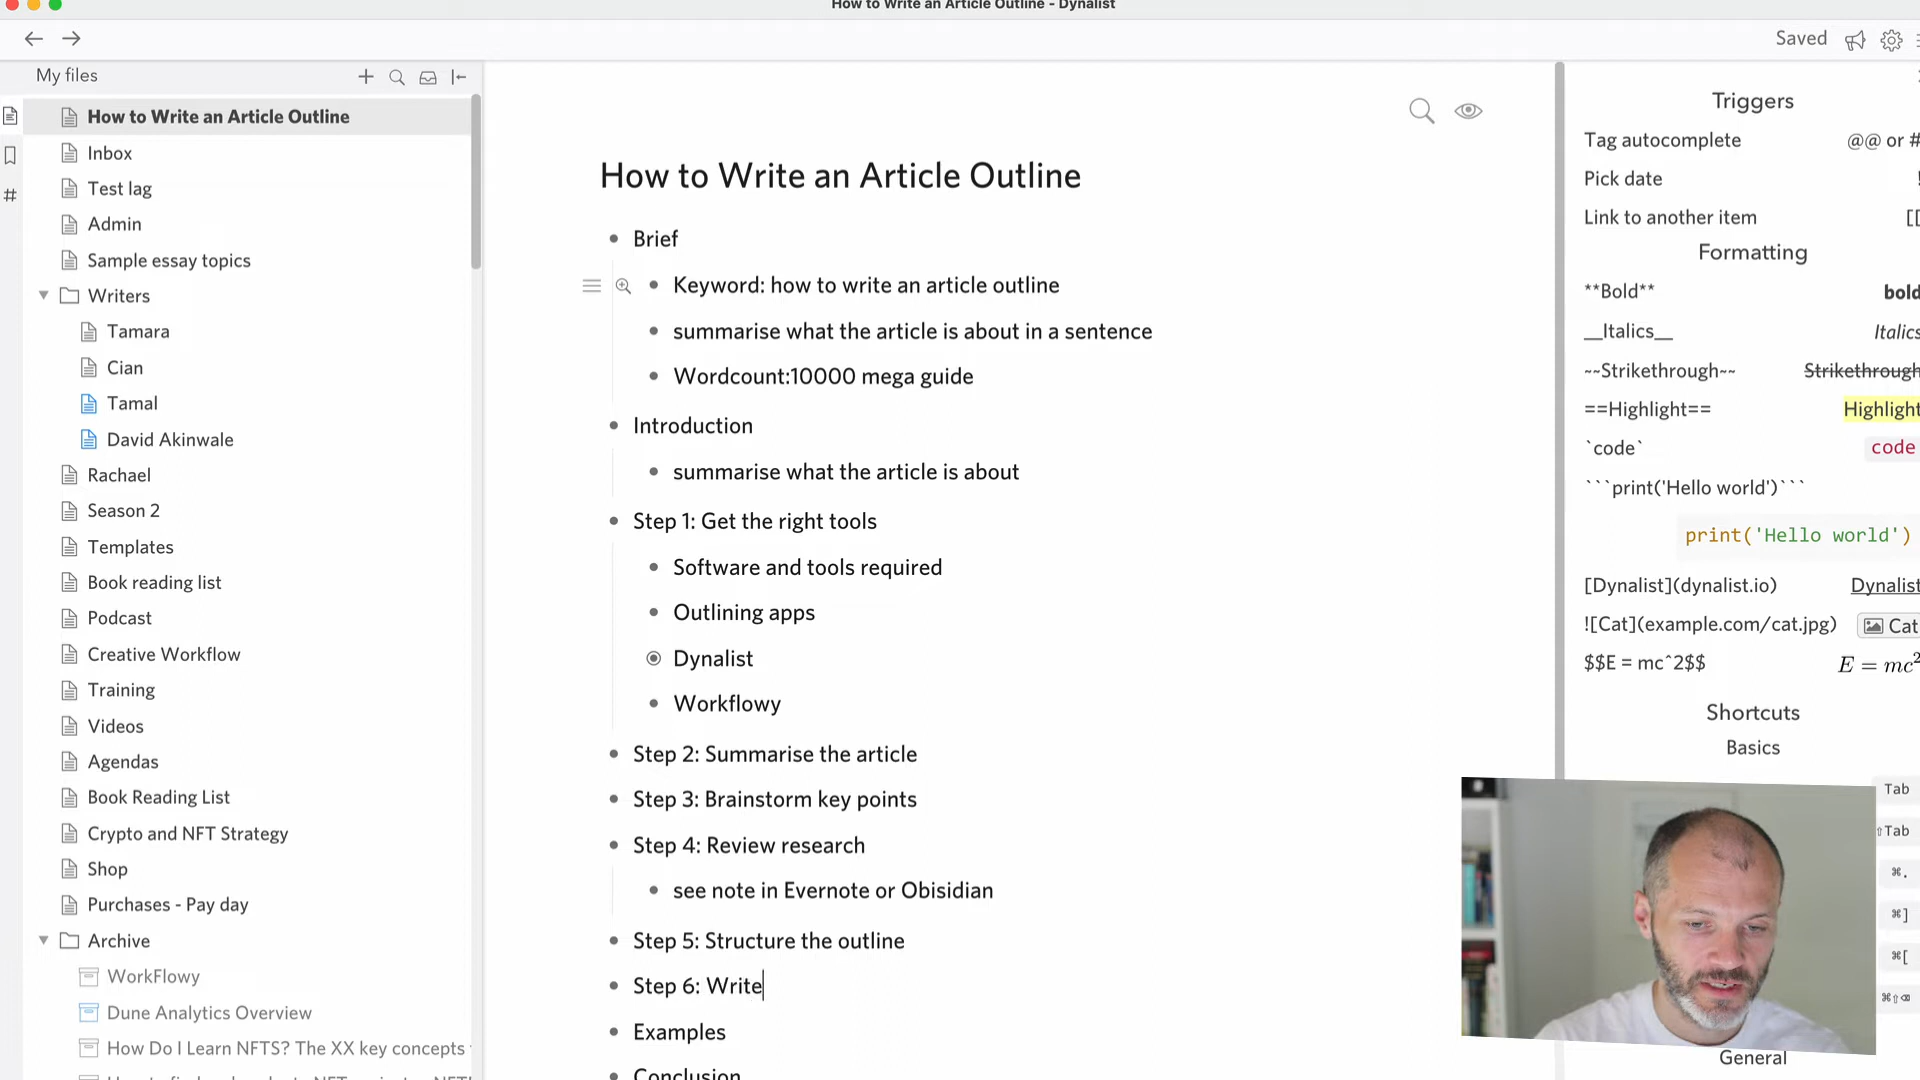 How to Write an Article Outline - Dynalist
Saved
My files
How to Write an Article Outline
Inbox
Test lag
Admin
Sample essay topics
Writers
Tamara
Cian
Tamal
David Akinwale
Rachael
Season 2
Templates
Book reading list
Podcast
Creative Workflow
Training
Videos
Agendas
Book Reading List
Crypto and NFT Strategy
Shop
Purchases - Pay day
Archive
WorkFlowy
Dune Analytics Overview
How Do I Learn NFTS? The XX key concepts
How to Write an Article Outline
Brief
Keyword: how to write an article outline
summarise what the article is about in a sentence
Wordcount:10000 mega guide
Introduction
summarise what the article is about
Step 1: Get the right tools
Software and tools required
Outlining apps
Dynalist
Workflowy
Step 2: Summarise the article
Step 3: Brainstorm key points
Step 4: Review research
see note in Evernote or Obisidian
Step 5: Structure the outline
Step 6: Write
Examples
Conclusion
Triggers
Tag autocomplete @@ or #
Pick date !
Link to another item [[
Formatting
**Bold** bold
__Italics__ Italics
~~Strikethrough~~ Strikethrough
==Highlight== Highlight
`code` code
```print('Hello world')```
print('Hello world')
[Dynalist](dynalist.io) Dynalist
![Cat](example.com/cat.jpg) Cat
$$E = mc^2$$ E = mc²
Shortcuts
Basics
Tab
⇧Tab
⌘.
⌘]
⌘[
⌘⇧⌫
General